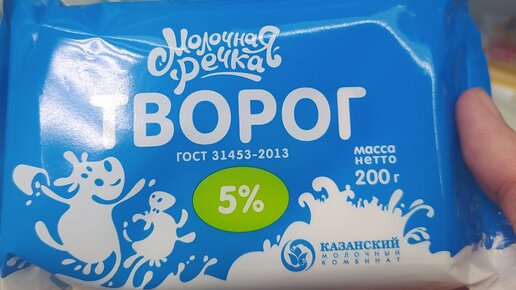 Молочная
Речка
ТВОРОГ
ГОСТ 31453-2013
масса
нетто
200 г
5%
КАЗАНСКИЙ
МОЛОЧНЫЙ
КОМБИНАТ